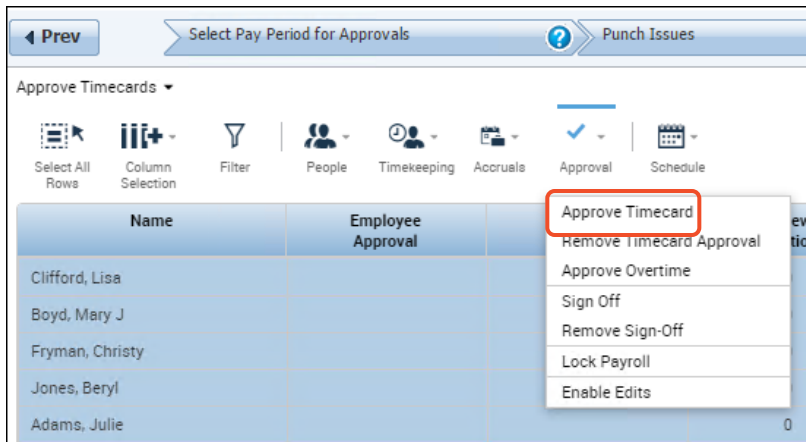 Prev
Select Pay Period for Approvals
?
Punch Issues
Approve Timecards
Select All
Rows
Column
Selection
Filter
People
Timekeeping
Accruals
Approval
Schedule
Name
Employee
Approval
Approve Timecard
Remove Timecard Approval
Approve Overtime
Sign Off
Remove Sign-Off
Lock Payroll
Enable Edits
Clifford, Lisa
Boyd, Mary J
Fryman, Christy
Jones, Beryl
Adams, Julie
0